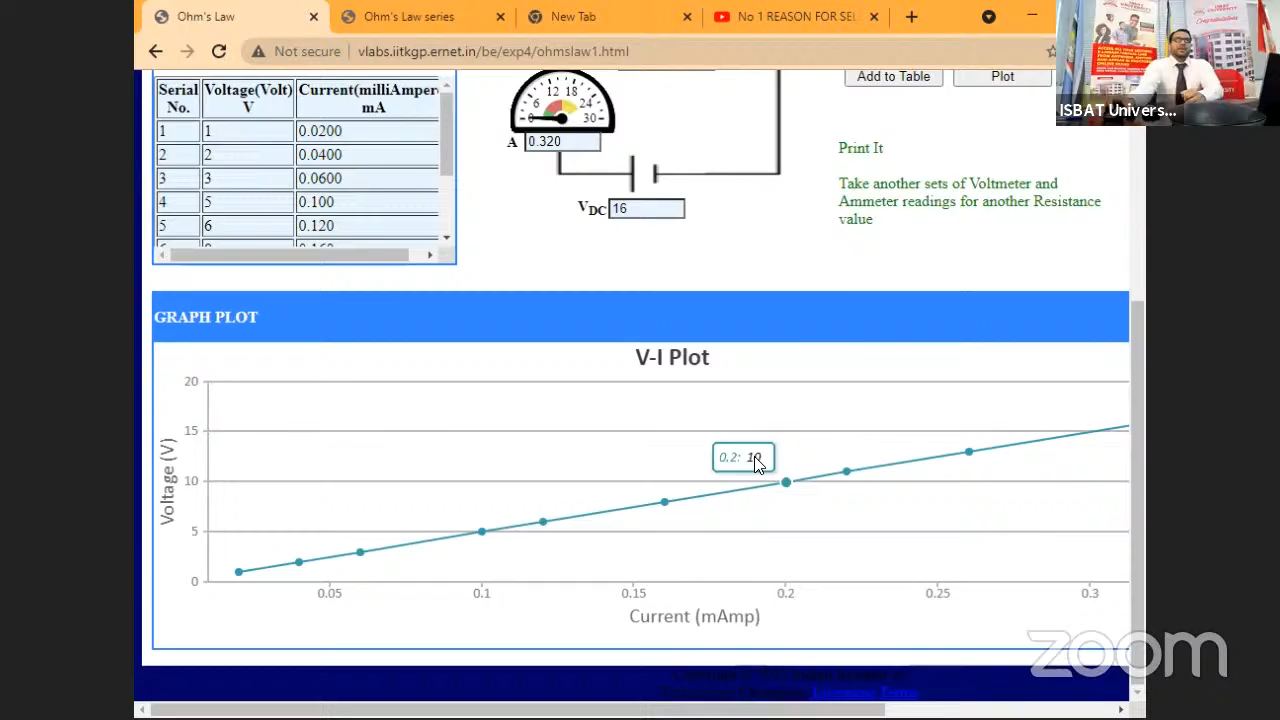 Ohm's Law
Ohm's Law series
New Tab
No 1 REASON FOR SEL
Not secure
vlabs.iitkgp.ernet.in/be/exp4/ohmslaw1.html
ISBAT Univers...
Serial No.
Voltage(Volt) V
Current(milliAmpere mA
1 1 0.0200
2 2 0.0400
3 3 0.0600
4 5 0.100
5 6 0.120
6 12 18 24
0 30
A 0.320
VDC 16
Add to Table
Plot
Print It
Take another sets of Voltmeter and
Ammeter readings for another Resistance
value
GRAPH PLOT
V-I Plot
Voltage (V)
20
15
10
5
0
0.2: 10
0.05 0.1 0.15 0.2 0.25 0.3
Current (mAmp)
Licensing Terms
zoom